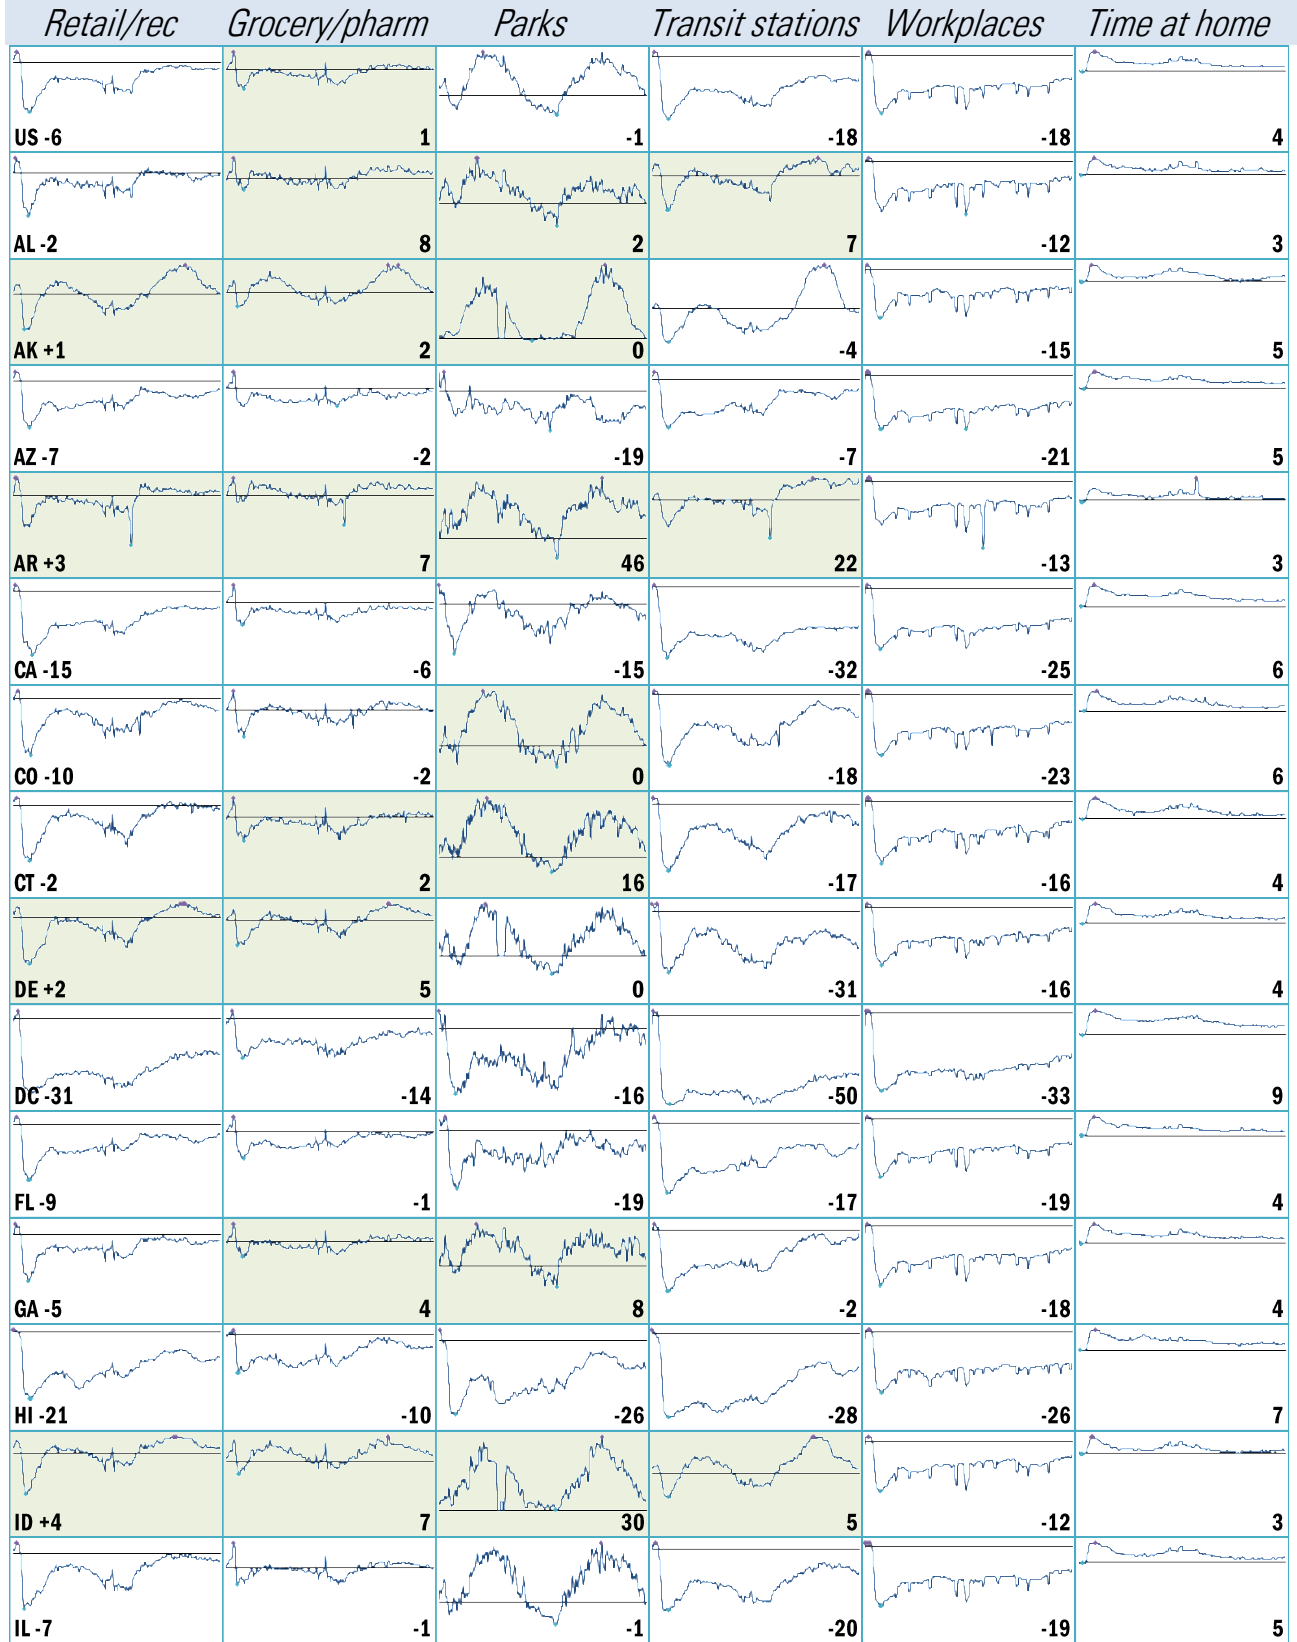 Retail/rec Grocery/pharm Parks Transit stations Workplaces Time at home
US -6 1 -1 -18 -18 4
AL -2 8 2 7 -12 3
AK +1 2 0 -4 -15 5
AZ -7 -2 -19 -7 -21 5
AR +3 7 46 22 -13 3
CA -15 -6 -15 -32 -25 6
CO -10 -2 0 -18 -23 6
CT -2 2 16 -17 -16 4
DE +2 5 0 -31 -16 4
DC -31 -14 -16 -50 -33 9
FL -9 -1 -19 -17 -19 4
GA -5 4 8 -2 -18 4
HI -21 -10 -26 -28 -26 7
ID +4 7 30 5 -12 3
IL -7 -1 -1 -20 -19 5